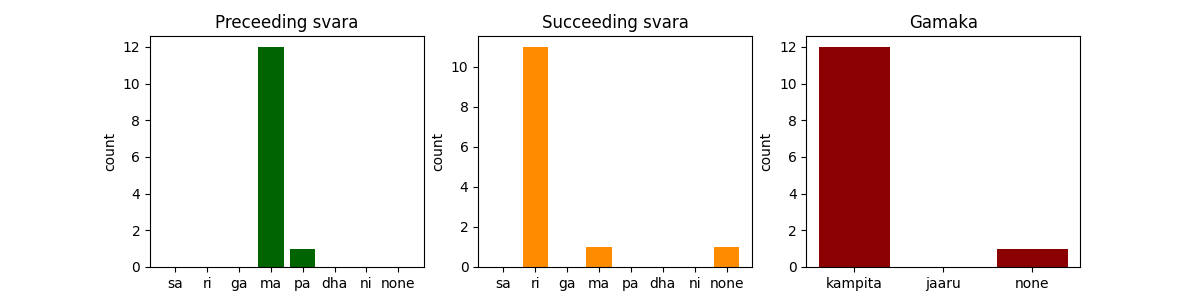 Preceeding svara
count
12
10
8
6
4
2
0
sa ri ga ma pa dha ni none
Succeeding svara
count
10
8
6
4
2
0
sa ri ga ma pa dha ni none
Gamaka
count
12
10
8
6
4
2
0
kampita jaaru none